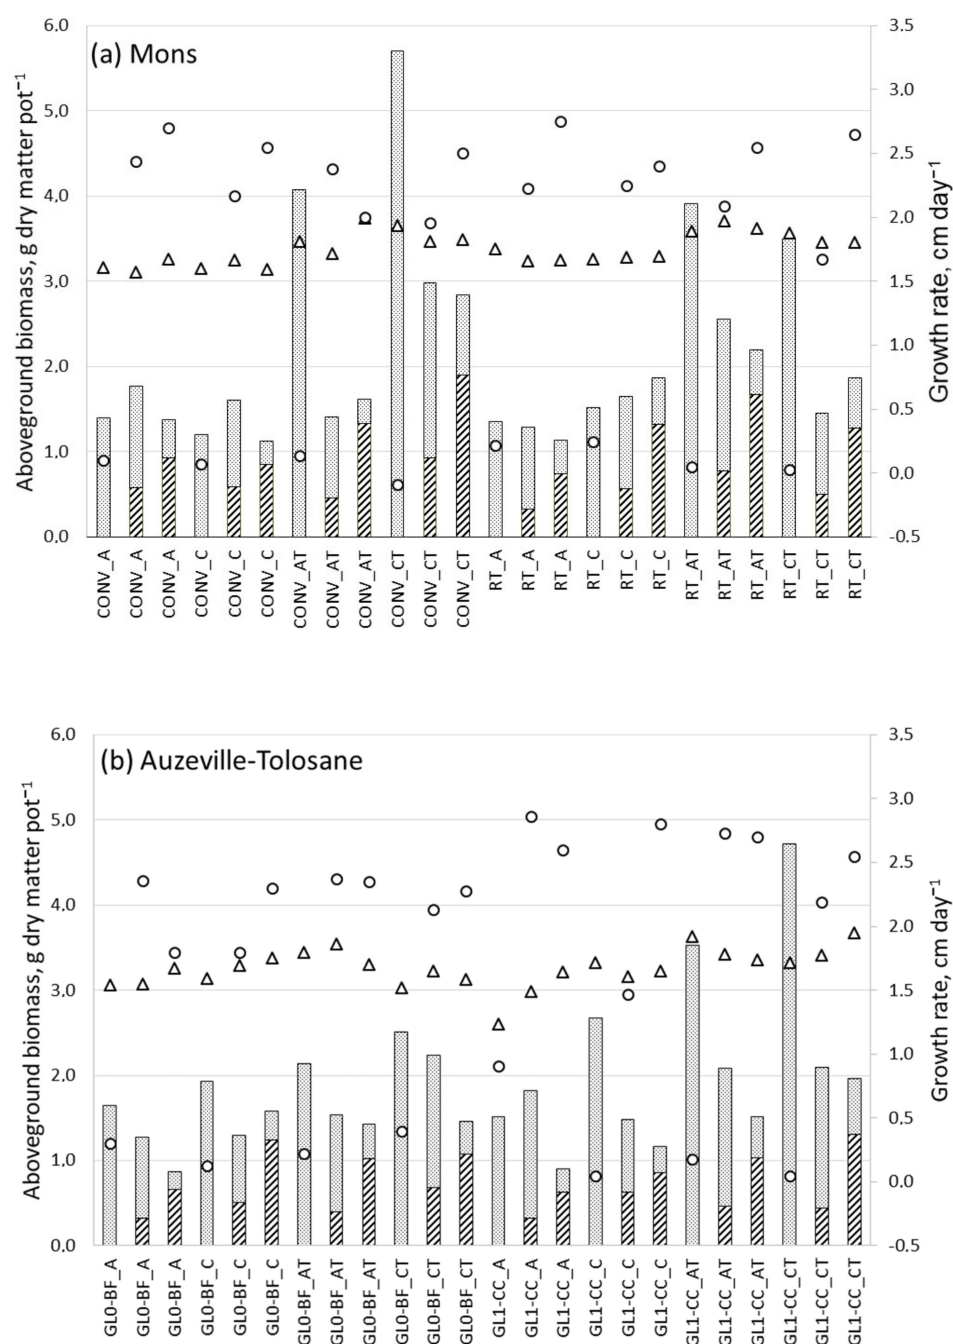 (a) Mons
Aboveground biomass, g dry matter pot⁻¹
6.0
5.0
4.0
3.0
2.0
1.0
0.0
3.5
3.0
2.5
2.0
1.5
1.0
0.5
0.0
-0.5
Growth rate, cm day⁻¹
CONV_A
CONV_A
CONV_A
CONV_C
CONV_C
CONV_C
CONV_AT
CONV_AT
CONV_AT
CONV_CT
CONV_CT
CONV_CT
RT_A
RT_A
RT_A
RT_C
RT_C
RT_C
RT_AT
RT_AT
RT_AT
RT_CT
RT_CT
RT_CT
(b) Auzeville-Tolosane
Aboveground biomass, g dry matter pot⁻¹
6.0
5.0
4.0
3.0
2.0
1.0
0.0
3.5
3.0
2.5
2.0
1.5
1.0
0.5
0.0
-0.5
Growth rate, cm day⁻¹
GL0-BF_A
GL0-BF_A
GL0-BF_A
GL0-BF_C
GL0-BF_C
GL0-BF_C
GL0-BF_AT
GL0-BF_AT
GL0-BF_AT
GL0-BF_CT
GL0-BF_CT
GL0-BF_CT
GL1-CC_A
GL1-CC_A
GL1-CC_A
GL1-CC_C
GL1-CC_C
GL1-CC_C
GL1-CC_AT
GL1-CC_AT
GL1-CC_AT
GL1-CC_CT
GL1-CC_CT
GL1-CC_CT